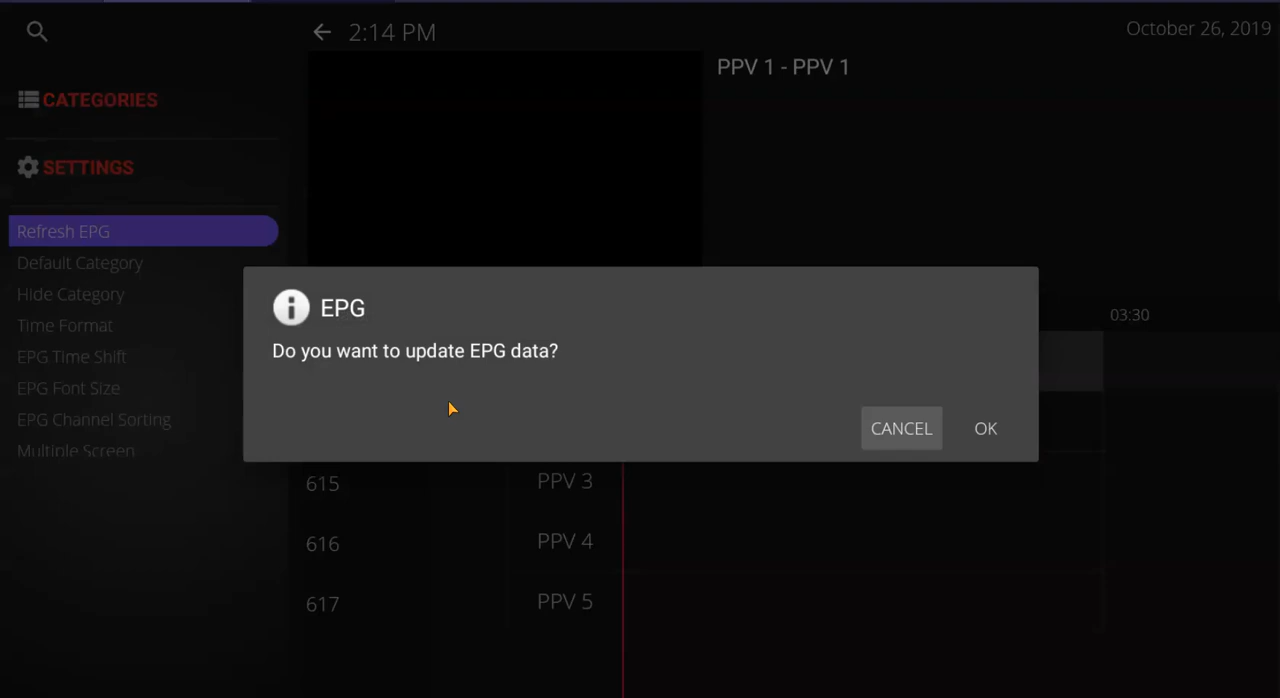 2:14 PM
October 26, 2019
PPV 1 - PPV 1
CATEGORIES
SETTINGS
Refresh EPG
Default Category
Hide Category
Time Format
EPG Time Shift
EPG Font Size
EPG Channel Sorting
Multiple Screen
03:30
EPG
Do you want to update EPG data?
CANCEL OK
615 PPV 3
616 PPV 4
617 PPV 5